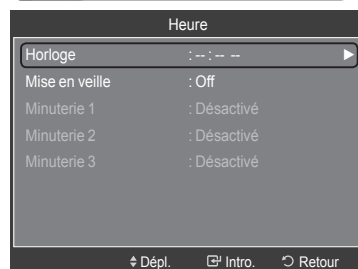 Heure
Horloge : -- : -- --
Mise en veille : Off
Minuterie 1 : Désactivé
Minuterie 2 : Désactivé
Minuterie 3 : Désactivé
Dépl. Intro. Retour